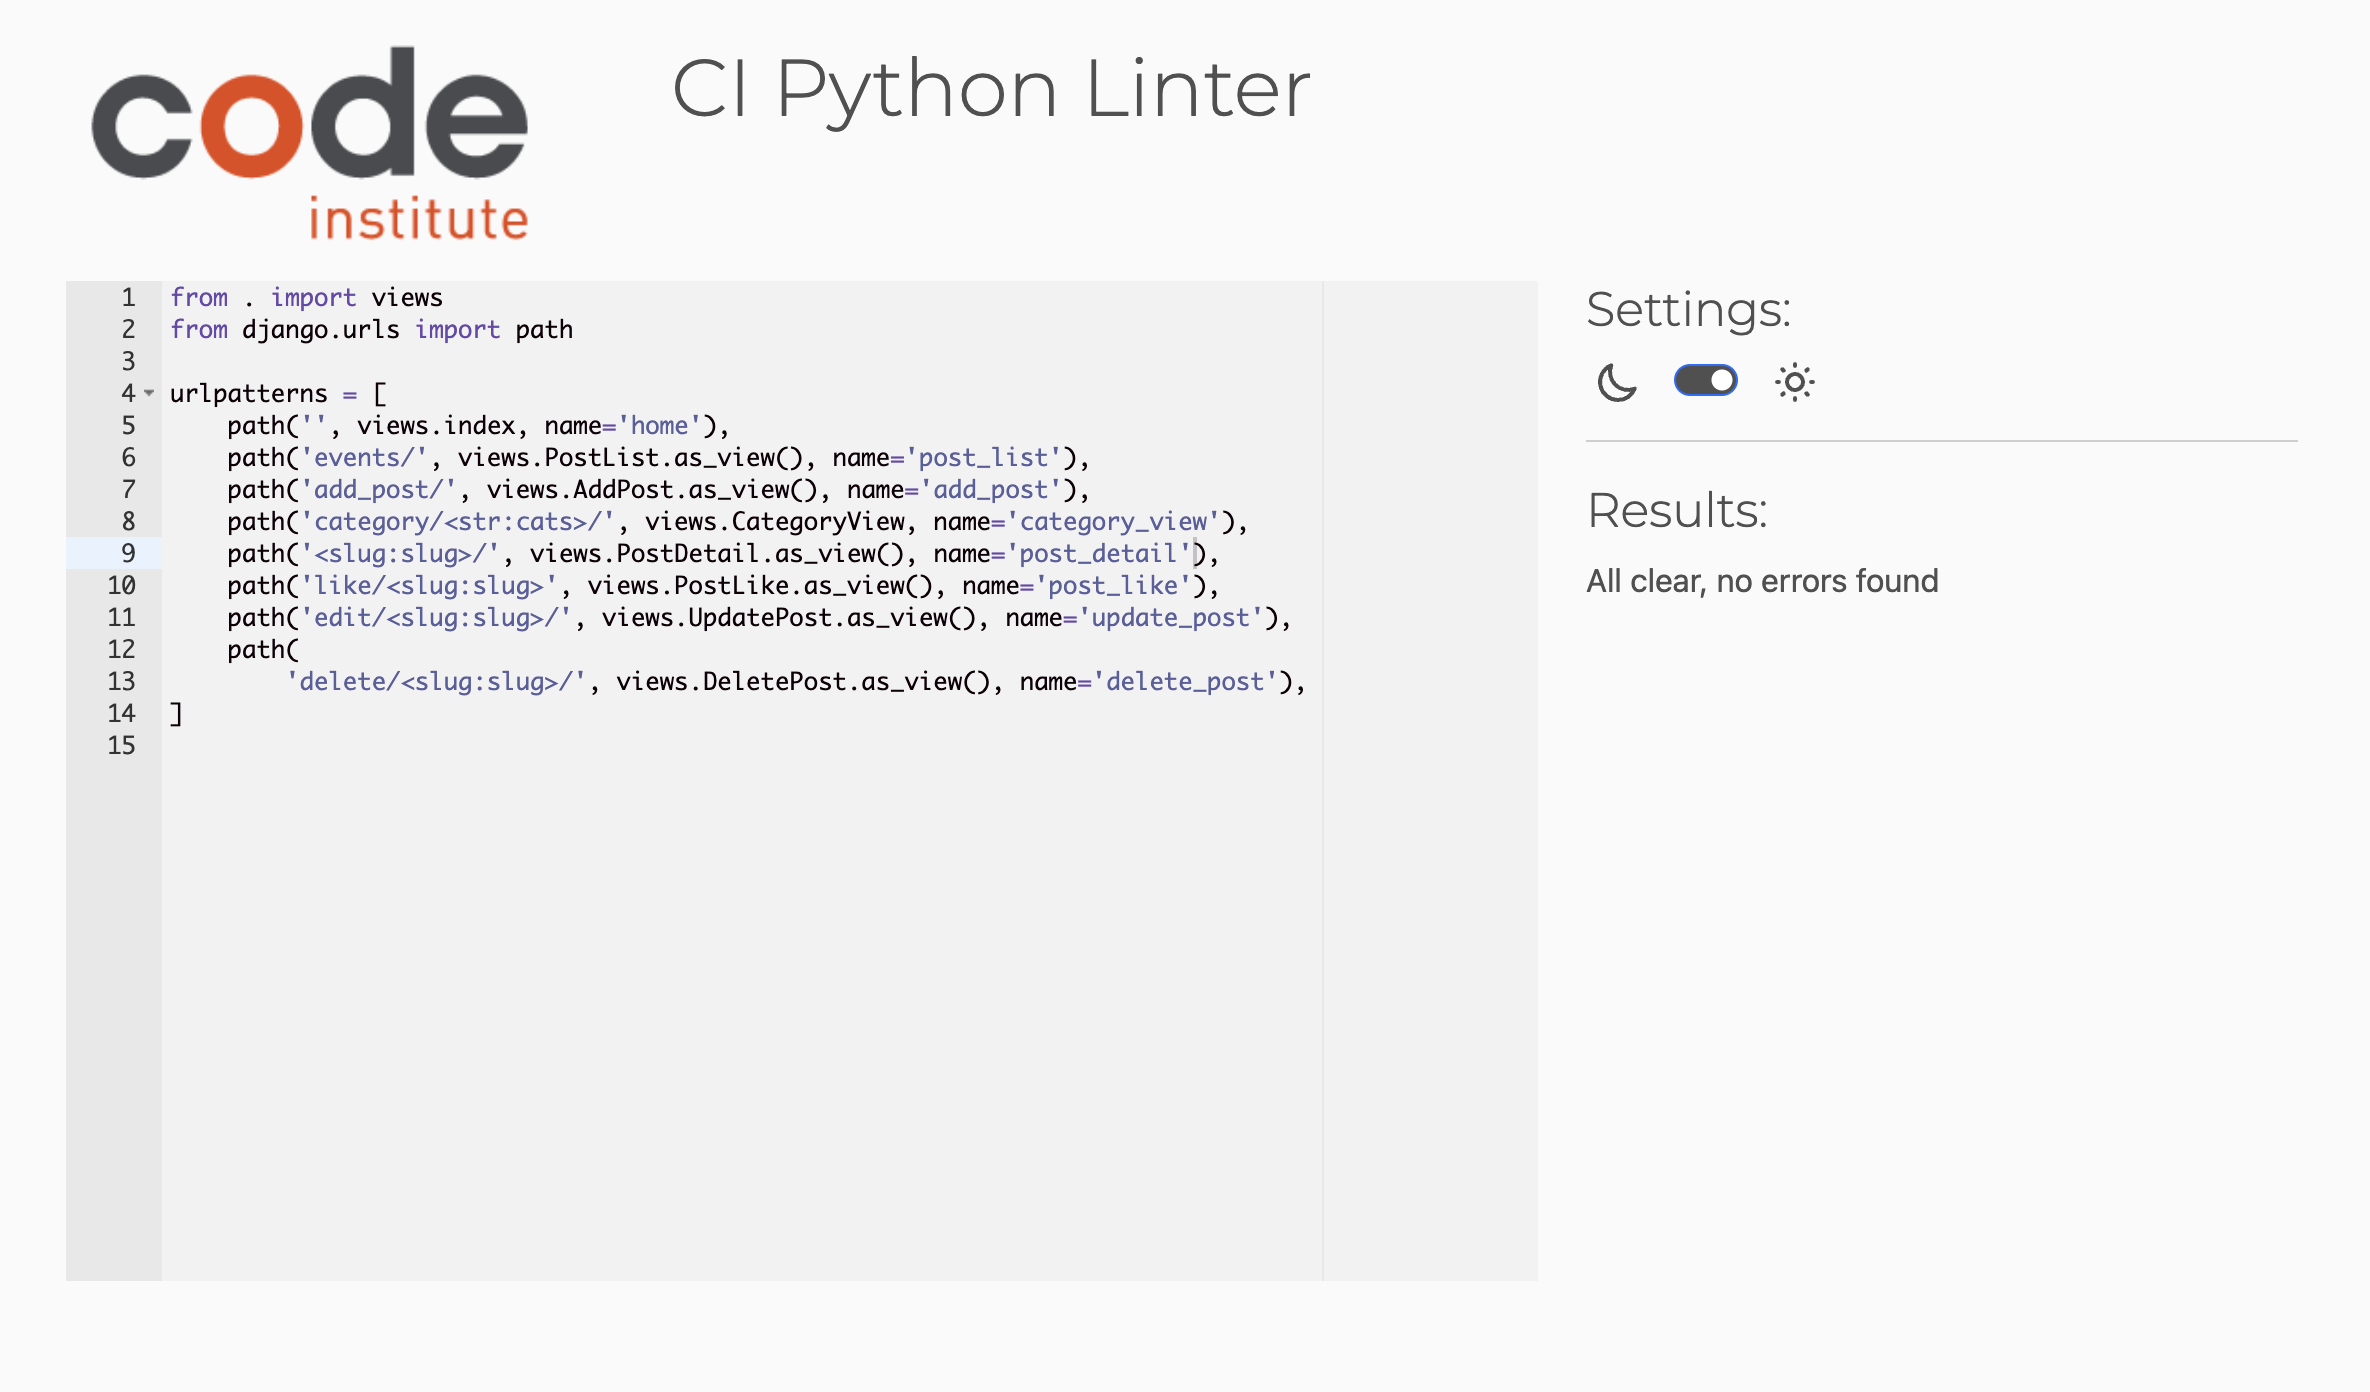 code
institute
CI Python Linter
1 from . import views
2 from django.urls import path
3
4 urlpatterns = [
5     path('', views.index, name='home'),
6     path('events/', views.PostList.as_view(), name='post_list'),
7     path('add_post/', views.AddPost.as_view(), name='add_post'),
8     path('category/<str:cats>/', views.CategoryView, name='category_view'),
9     path('<slug:slug>/', views.PostDetail.as_view(), name='post_detail'),
10     path('like/<slug:slug>', views.PostLike.as_view(), name='post_like'),
11     path('edit/<slug:slug>/', views.UpdatePost.as_view(), name='update_post'),
12     path(
13         'delete/<slug:slug>/', views.DeletePost.as_view(), name='delete_post'),
14 ]
15
Settings:
Results:
All clear, no errors found